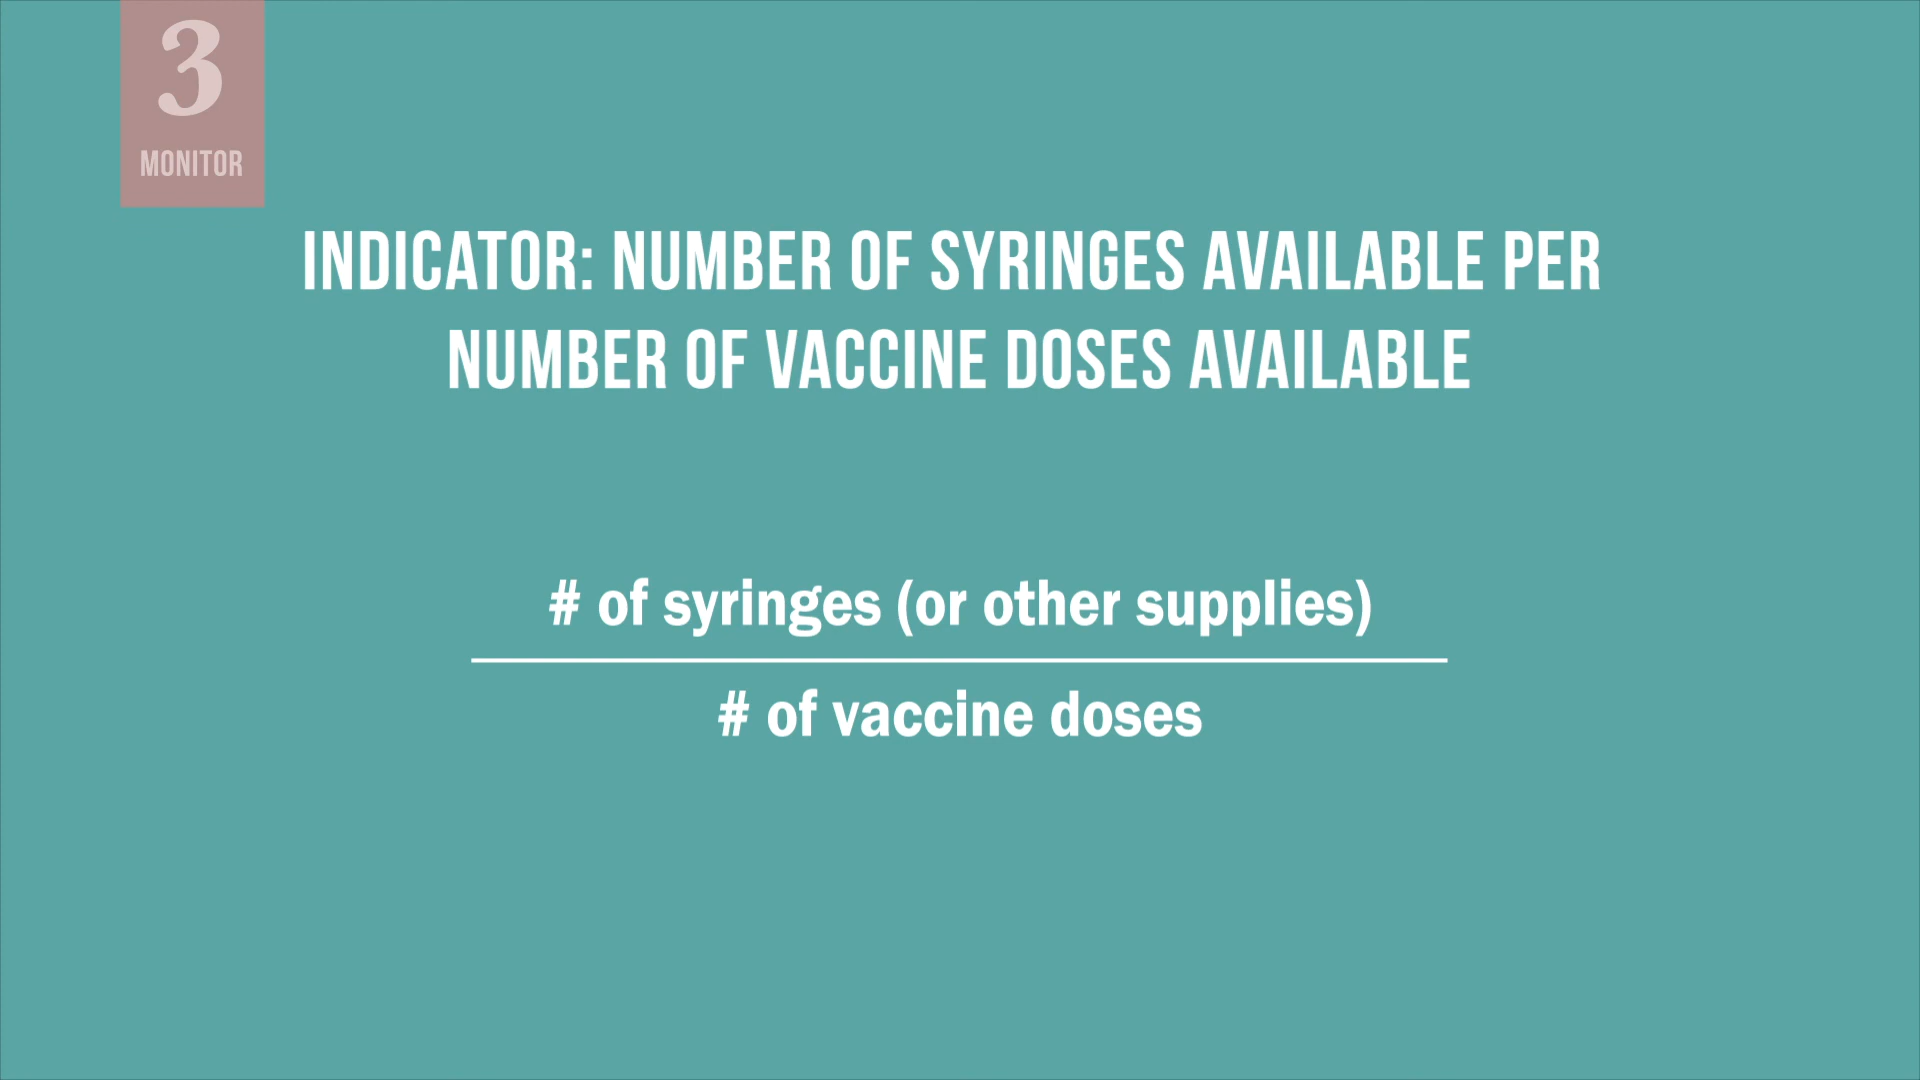 3
MONITOR
INDICATOR: NUMBER OF SYRINGES AVAILABLE PER
NUMBER OF VACCINE DOSES AVAILABLE
# of syringes (or other supplies)
# of vaccine doses